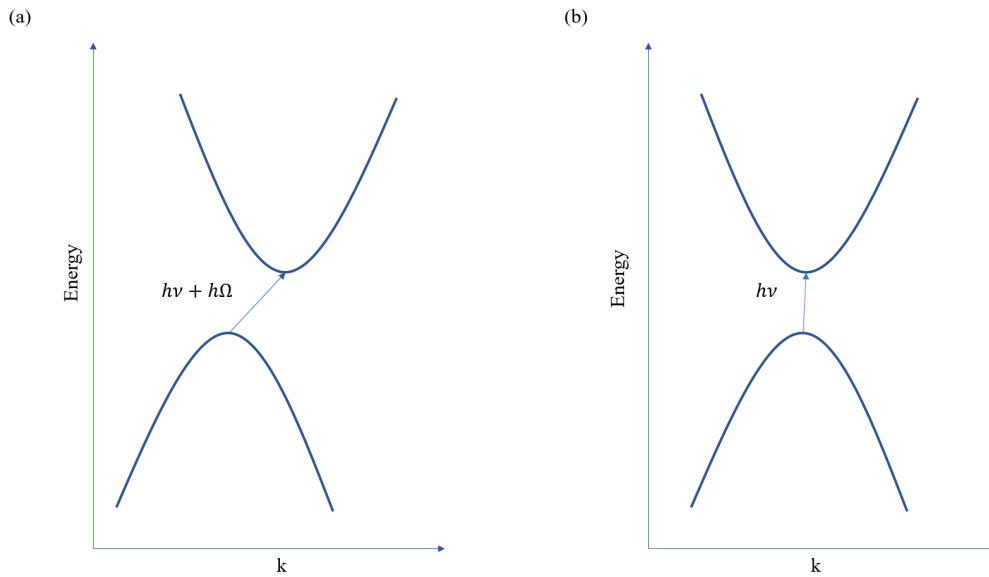 (a)
Energy
hν + hΩ
k
(b)
Energy
hν
k